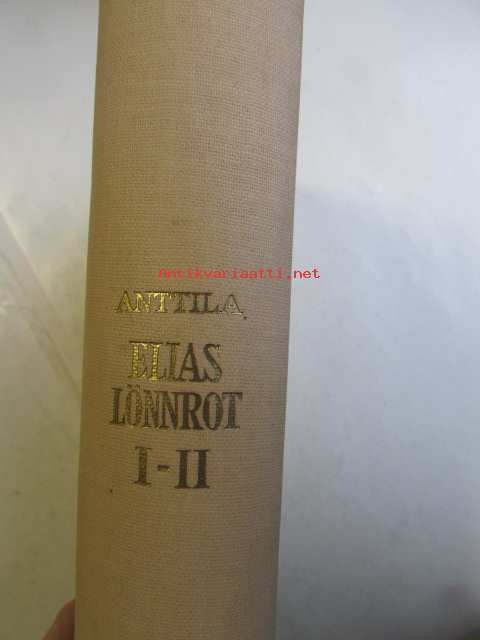 Antikvariaatti.net
ANTTILA
ELIAS
LÖNNROT
I-II